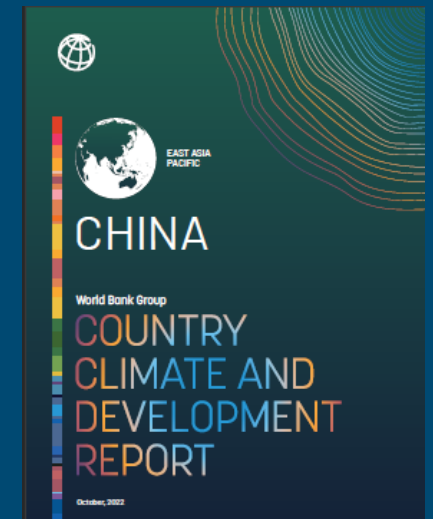 EAST ASIA
PACIFIC
CHINA
World Bank Group
COUNTRY
CLIMATE AND
DEVELOPMENT
REPORT
October, 2022